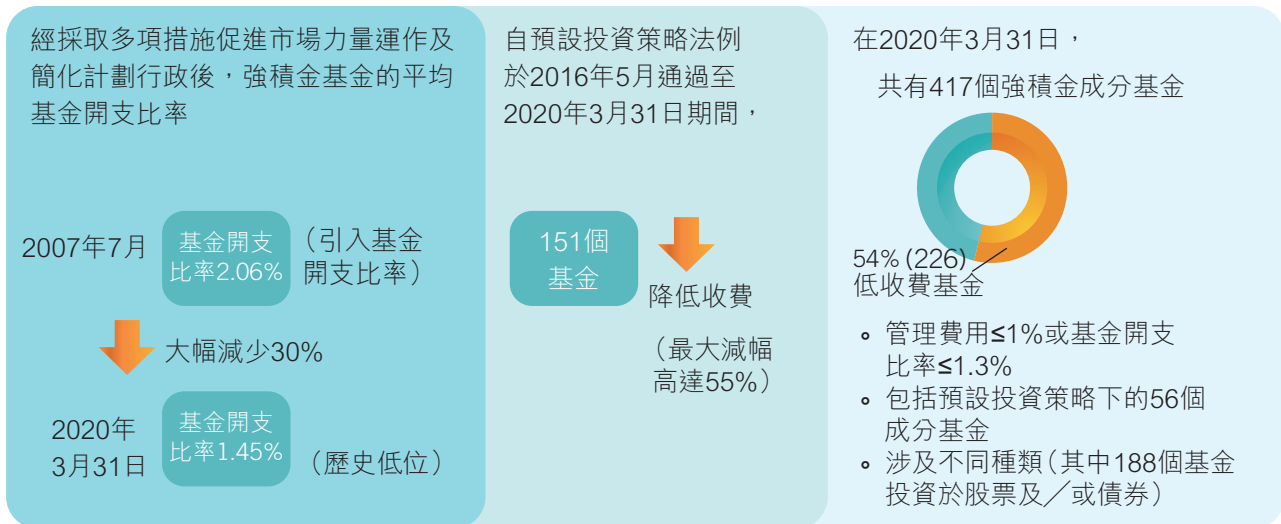 經採取多項措施促進市場力量運作及
簡化計劃行政後，強積金基金的平均
基金開支比率
2007年7月
基金開支
比率2.06%
（引入基金
開支比率）
大幅減少30%
2020年
3月31日
基金開支
比率1.45%
（歷史低位）
自預設投資策略法例
於2016年5月通過至
2020年3月31日期間，
151個
基金
降低收費
（最大減幅
高達55%）
在2020年3月31日，
共有417個強積金成分基金
54% (226)
低收費基金
• 管理費用≤1%或基金開支
比率≤1.3%
• 包括預設投資策略下的56個
成分基金
• 涉及不同種類（其中188個基金
投資於股票及／或債券）